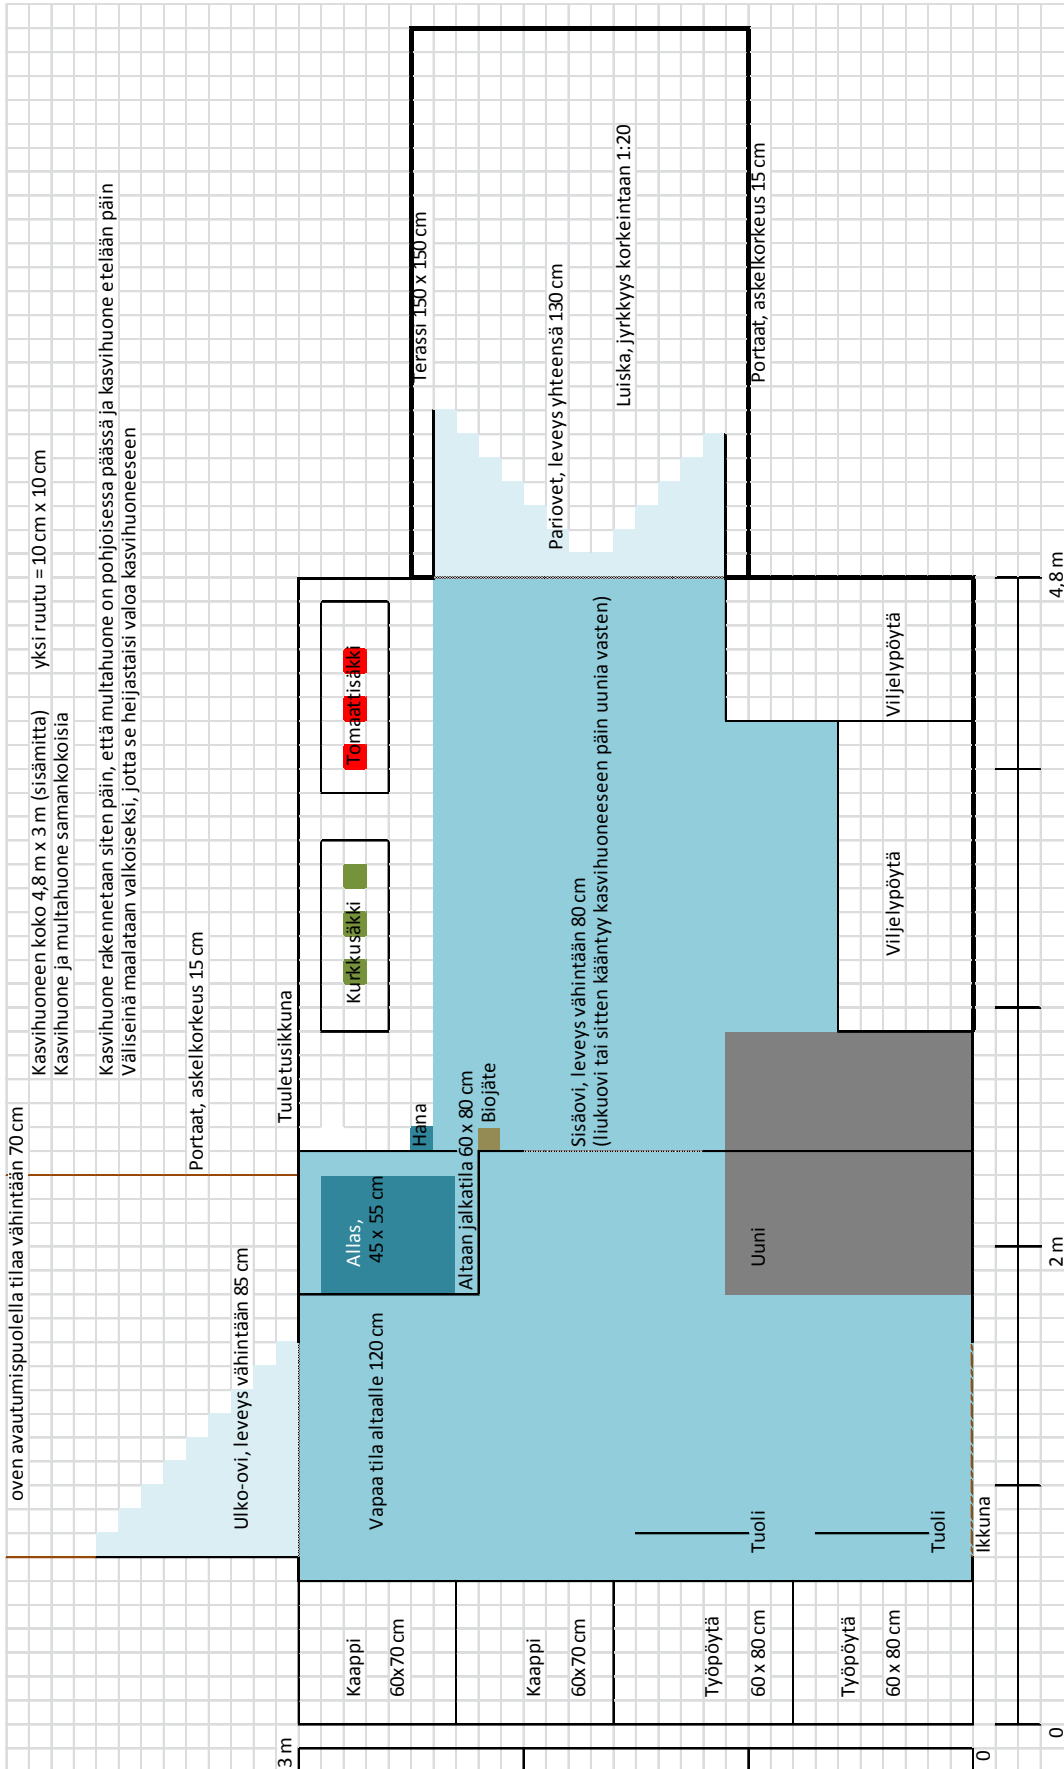 oven avautumispuolella tilaa vähintään 70 cm
Kasvihuoneen koko 4,8 m x 3 m (sisämitta) yksi ruutu = 10 cm x 10 cm
Kasvihuone ja multahuone samankokoisia
Kasvihuone rakennetaan siten päin, että multahuone on pohjoisessa päässä ja kasvihuone etelään päin
Väliseinä maalataan valkoiseksi, jotta se heijastaisi valoa kasvihuoneeseen
Portaat, askelkorkeus 15 cm
Ulko-ovi, leveys vähintään 85 cm
Tuuletusikkuna
3 m
Kaappi
60x70 cm
Vapaa tila altaalle 120 cm
Allas,
45 x 55 cm
Kurkkusäkki
Tomaattisäkki
Hana
Terassi 150 x 150 cm
Altaan jalkatila 60 x 80 cm
Biojäte
Kaappi
60x70 cm
Pariovet, leveys yhteensä 130 cm
Sisäovi, leveys vähintään 80 cm
(liukuovi tai sitten kääntyy kasvihuoneeseen päin uunia vasten)
Luiska, jyrkkyys korkeintaan 1:20
Työpöytä
60 x 80 cm
Tuoli
Uuni
Portaat, askelkorkeus 15 cm
Työpöytä
60 x 80 cm
Viljelypöytä
Viljelypöytä
Tuoli
Ikkuna
0
0
2 m
4,8 m